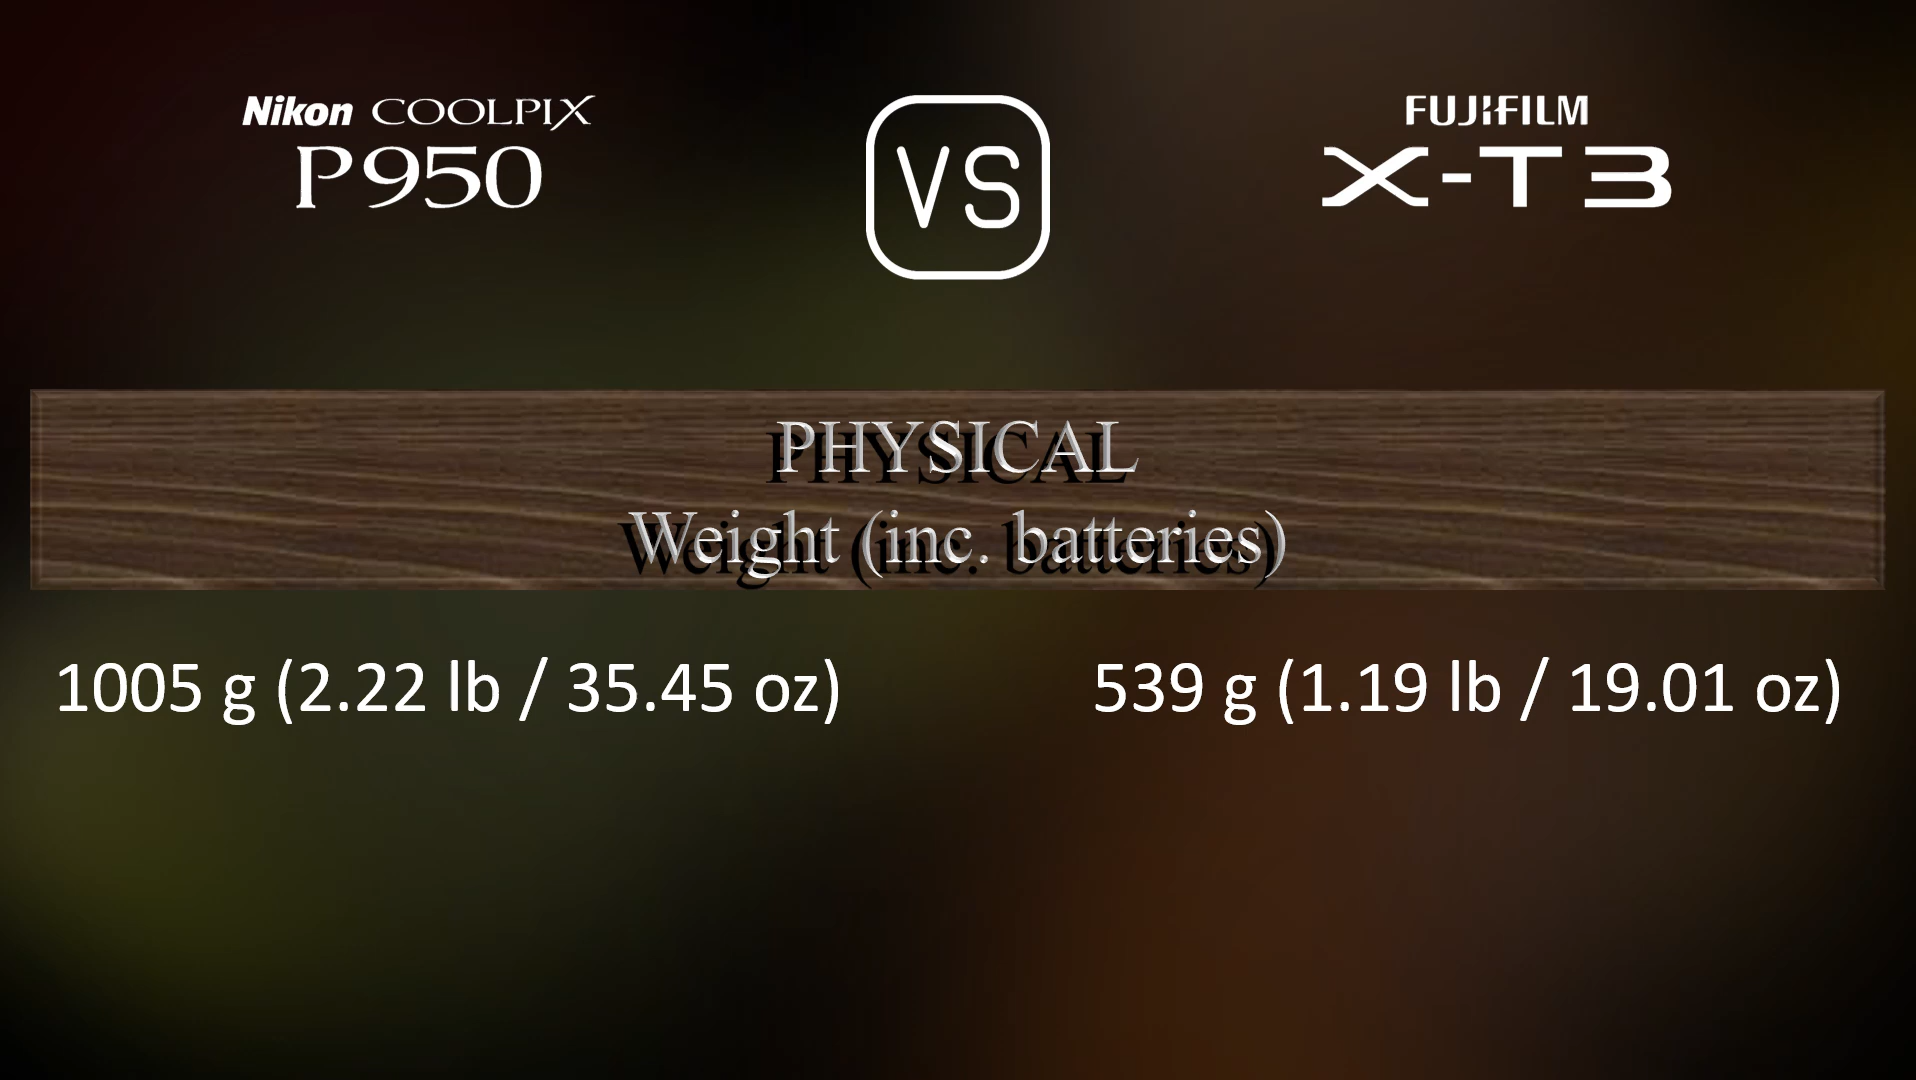 Nikon COOLPIX
P950
VS
FUJIFILM
X-T3
PHYSICAL
Weight (inc. batteries)
1005 g (2.22 lb / 35.45 oz)
539 g (1.19 lb / 19.01 oz)